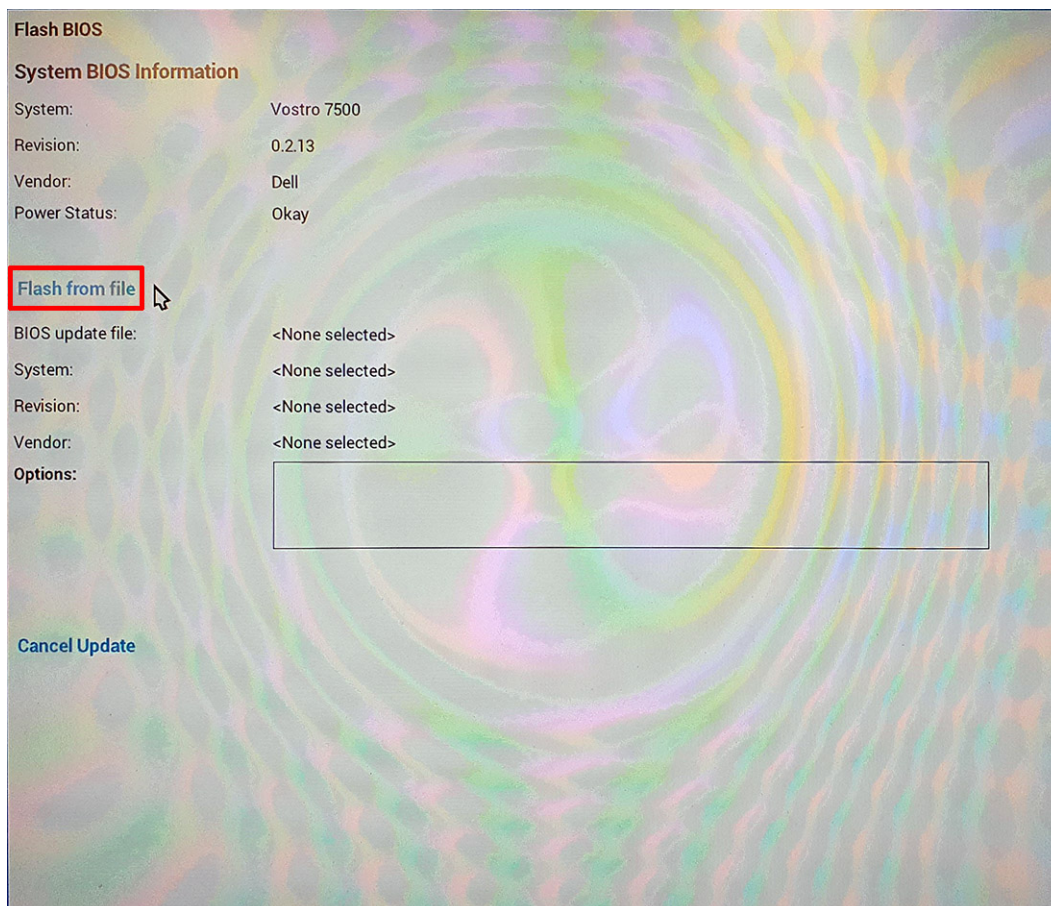 Flash BIOS
System BIOS Information
System: Vostro 7500
Revision: 0.2.13
Vendor: Dell
Power Status: Okay
Flash from file
BIOS update file: <None selected>
System: <None selected>
Revision: <None selected>
Vendor: <None selected>
Options:
Cancel Update